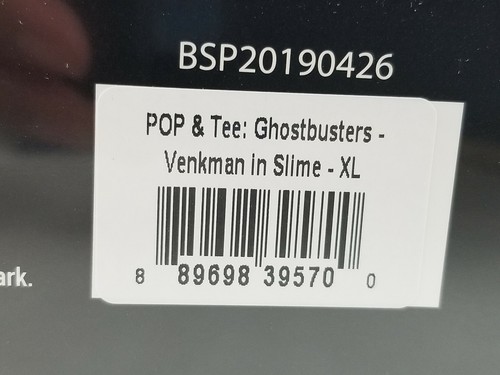 BSP20190426
POP & Tee: Ghostbusters -
Venkman in Slime - XL
8 89698 39570 0
ark.